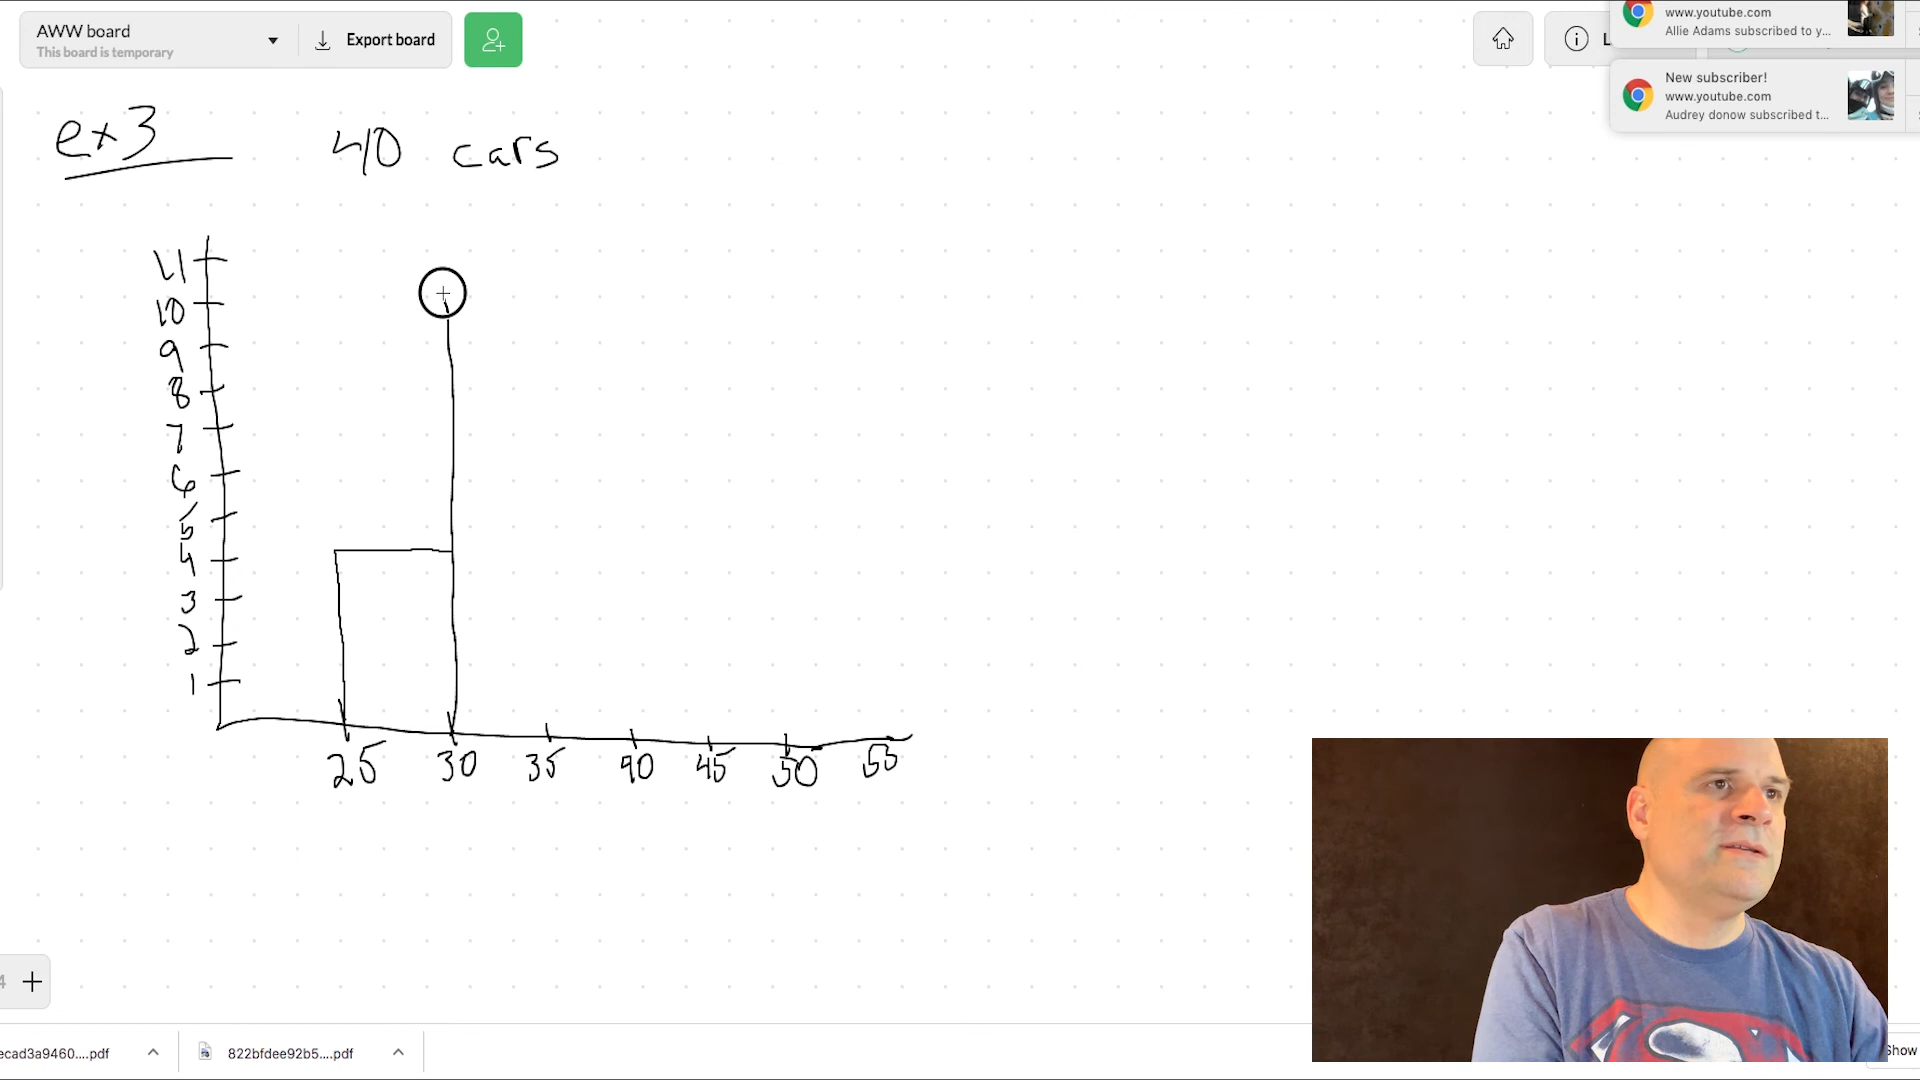 AWW board
This board is temporary
Export board
www.youtube.com
Allie Adams subscribed to y...
New subscriber!
www.youtube.com
Audrey donow subscribed t...
ex3
40 cars
11
10
9
8
7
6
5
4
3
2
1
25 30 35 40 45 50 55
4
ecad3a9460....pdf
822bfdee92b5....pdf
Show